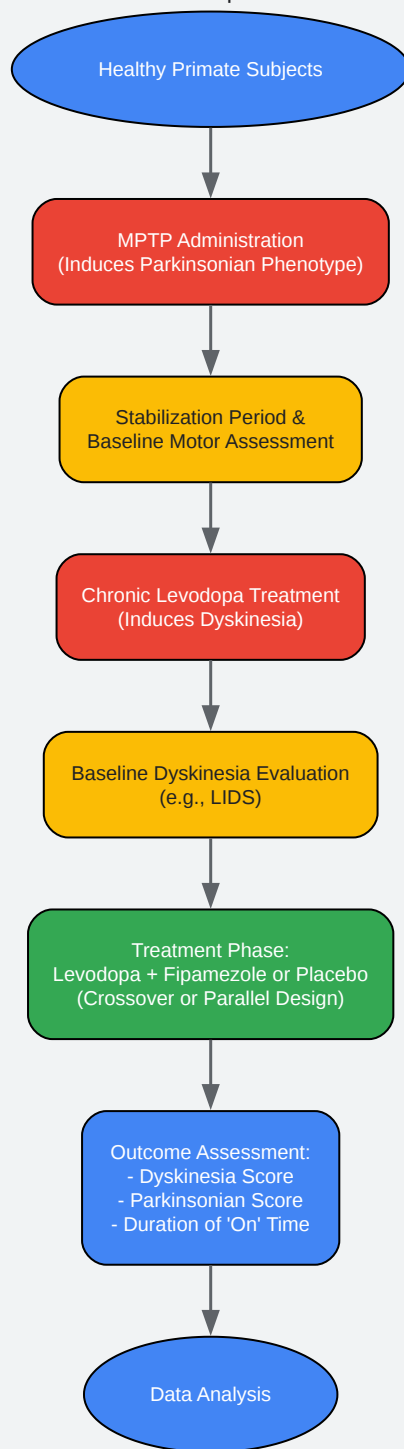 Healthy Primate Subjects
MPTP Administration
(Induces Parkinsonian Phenotype)
Stabilization Period &
Baseline Motor Assessment
Chronic Levodopa Treatment
(Induces Dyskinesia)
Baseline Dyskinesia Evaluation
(e.g., LIDS)
Treatment Phase:
Levodopa + Fipamezole or Placebo
(Crossover or Parallel Design)
Outcome Assessment:
- Dyskinesia Score
- Parkinsonian Score
- Duration of 'On' Time
Data Analysis